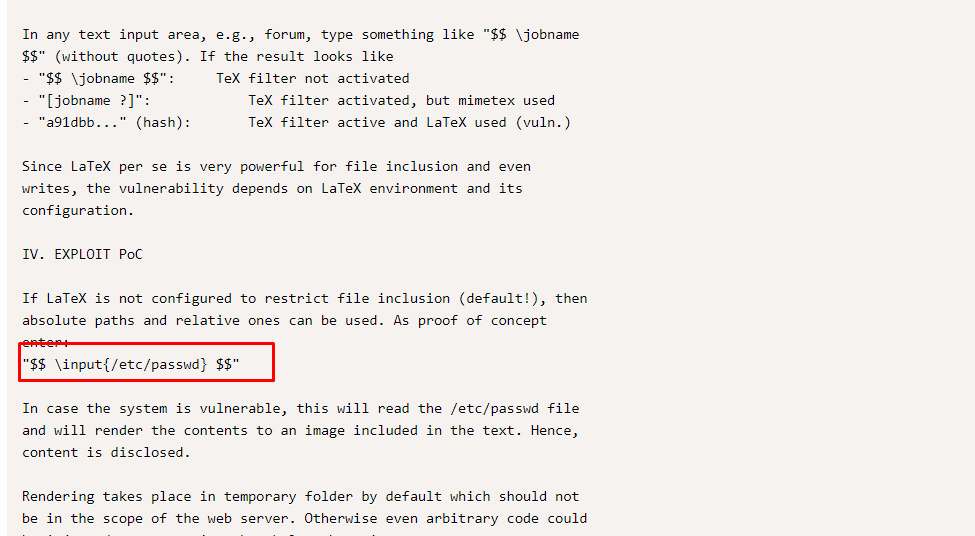 In any text input area, e.g., forum, type something like "$$ \jobname
$$" (without quotes). If the result looks like
- "$$ \jobname $$": TeX filter not activated
- "[jobname ?]": TeX filter activated, but mimetex used
- "a91dbb..." (hash): TeX filter active and LaTeX used (vuln.)
Since LaTeX per se is very powerful for file inclusion and even
writes, the vulnerability depends on LaTeX environment and its
configuration.
IV. EXPLOIT PoC
If LaTeX is not configured to restrict file inclusion (default!), then
absolute paths and relative ones can be used. As proof of concept
enter:
"$$ \input{/etc/passwd} $$"
In case the system is vulnerable, this will read the /etc/passwd file
and will render the contents to an image included in the text. Hence,
content is disclosed.
Rendering takes place in temporary folder by default which should not
be in the scope of the web server. Otherwise even arbitrary code could